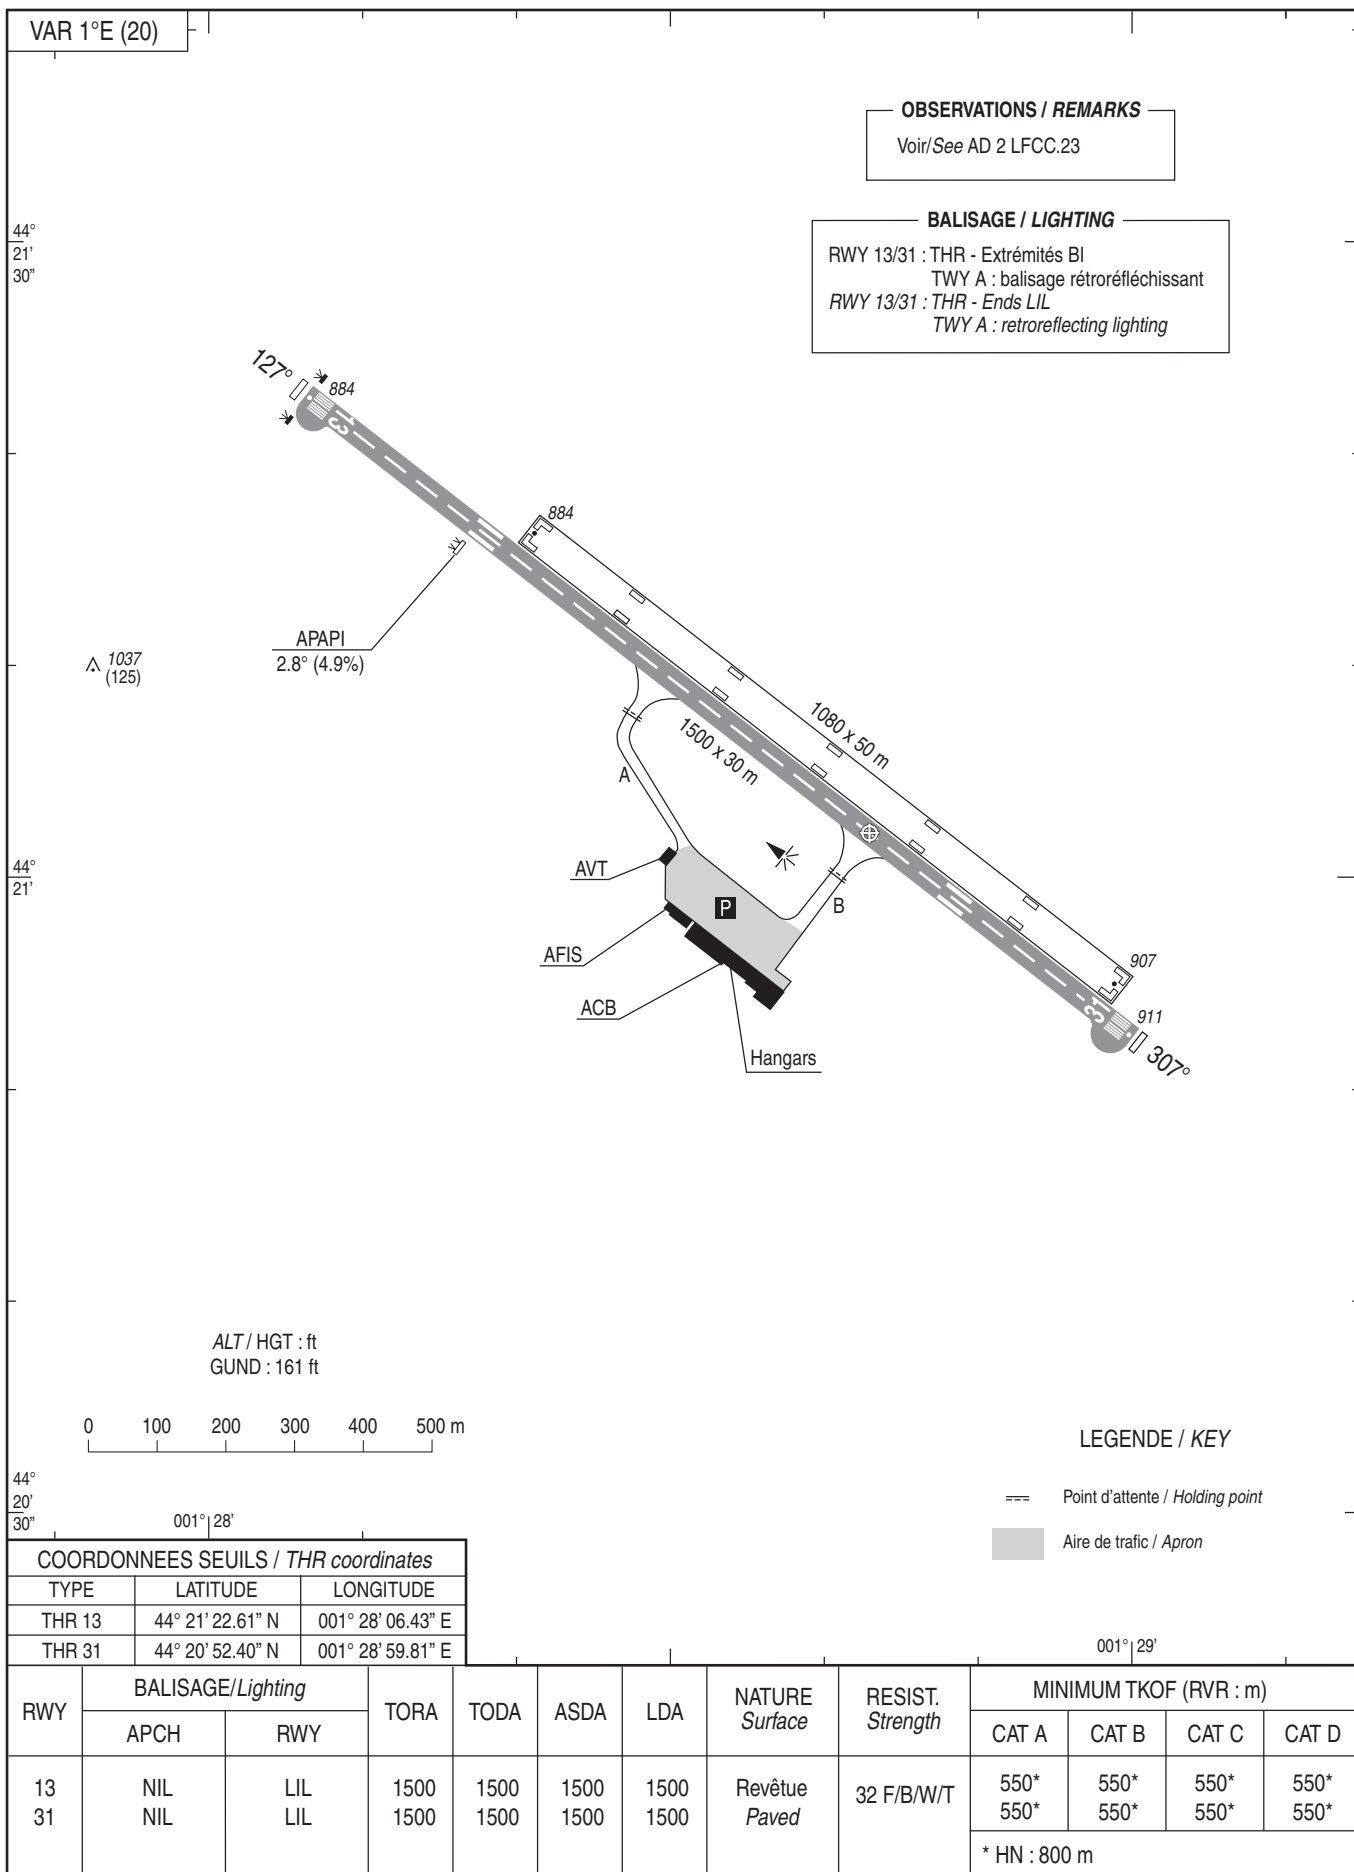 VAR 1°E (20)
OBSERVATIONS / REMARKS
Voir/See AD 2 LFCC.23
BALISAGE / LIGHTING
RWY 13/31 : THR - Extrémités BI
TWY A : balisage rétroréfléchissant
RWY 13/31 : THR - Ends LIL
TWY A : retroreflecting lighting
44°
21'
30"
127°
884
13
884
APAPI
2.8° (4.9%)
1037
(125)
1080 x 50 m
1500 x 30 m
A
44°
21'
AVT
P
B
AFIS
907
ACB
31
911
Hangars
307°
ALT / HGT : ft
GUND : 161 ft
0 100 200 300 400 500 m
LEGENDE / KEY
Point d'attente / Holding point
Aire de trafic / Apron
44°
20'
30"
001° 28'
001° 29'
COORDONNEES SEUILS / THR coordinates
TYPE LATITUDE LONGITUDE
THR 13 44° 21' 22.61" N 001° 28' 06.43" E
THR 31 44° 20' 52.40" N 001° 28' 59.81" E
RWY BALISAGE/Lighting TORA TODA ASDA LDA NATURE Surface RESIST. Strength MINIMUM TKOF (RVR : m)
APCH RWY CAT A CAT B CAT C CAT D
13 NIL LIL 1500 1500 1500 1500 Revêtue 32 F/B/W/T 550* 550* 550* 550*
31 NIL LIL 1500 1500 1500 1500 Paved 550* 550* 550* 550*
* HN : 800 m